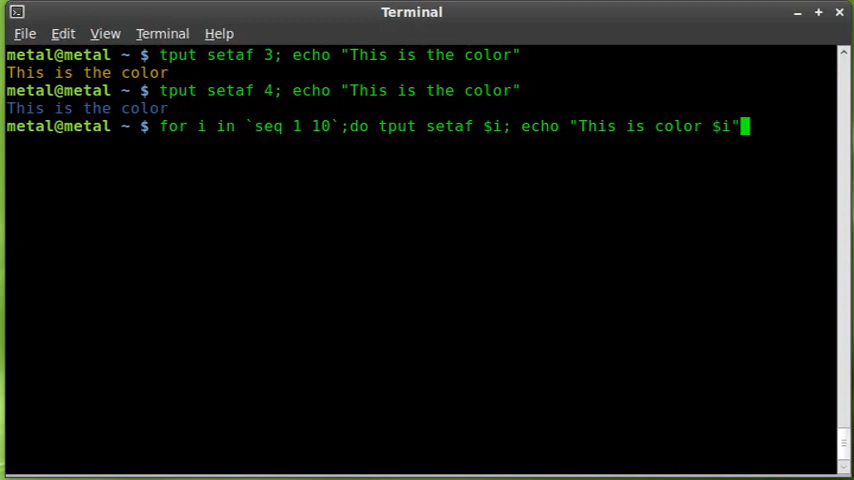 Terminal
File Edit View Terminal Help
metal@metal ~ $ tput setaf 3; echo "This is the color"
This is the color
metal@metal ~ $ tput setaf 4; echo "This is the color"
This is the color
metal@metal ~ $ for i in `seq 1 10`;do tput setaf $i; echo "This is color $i"